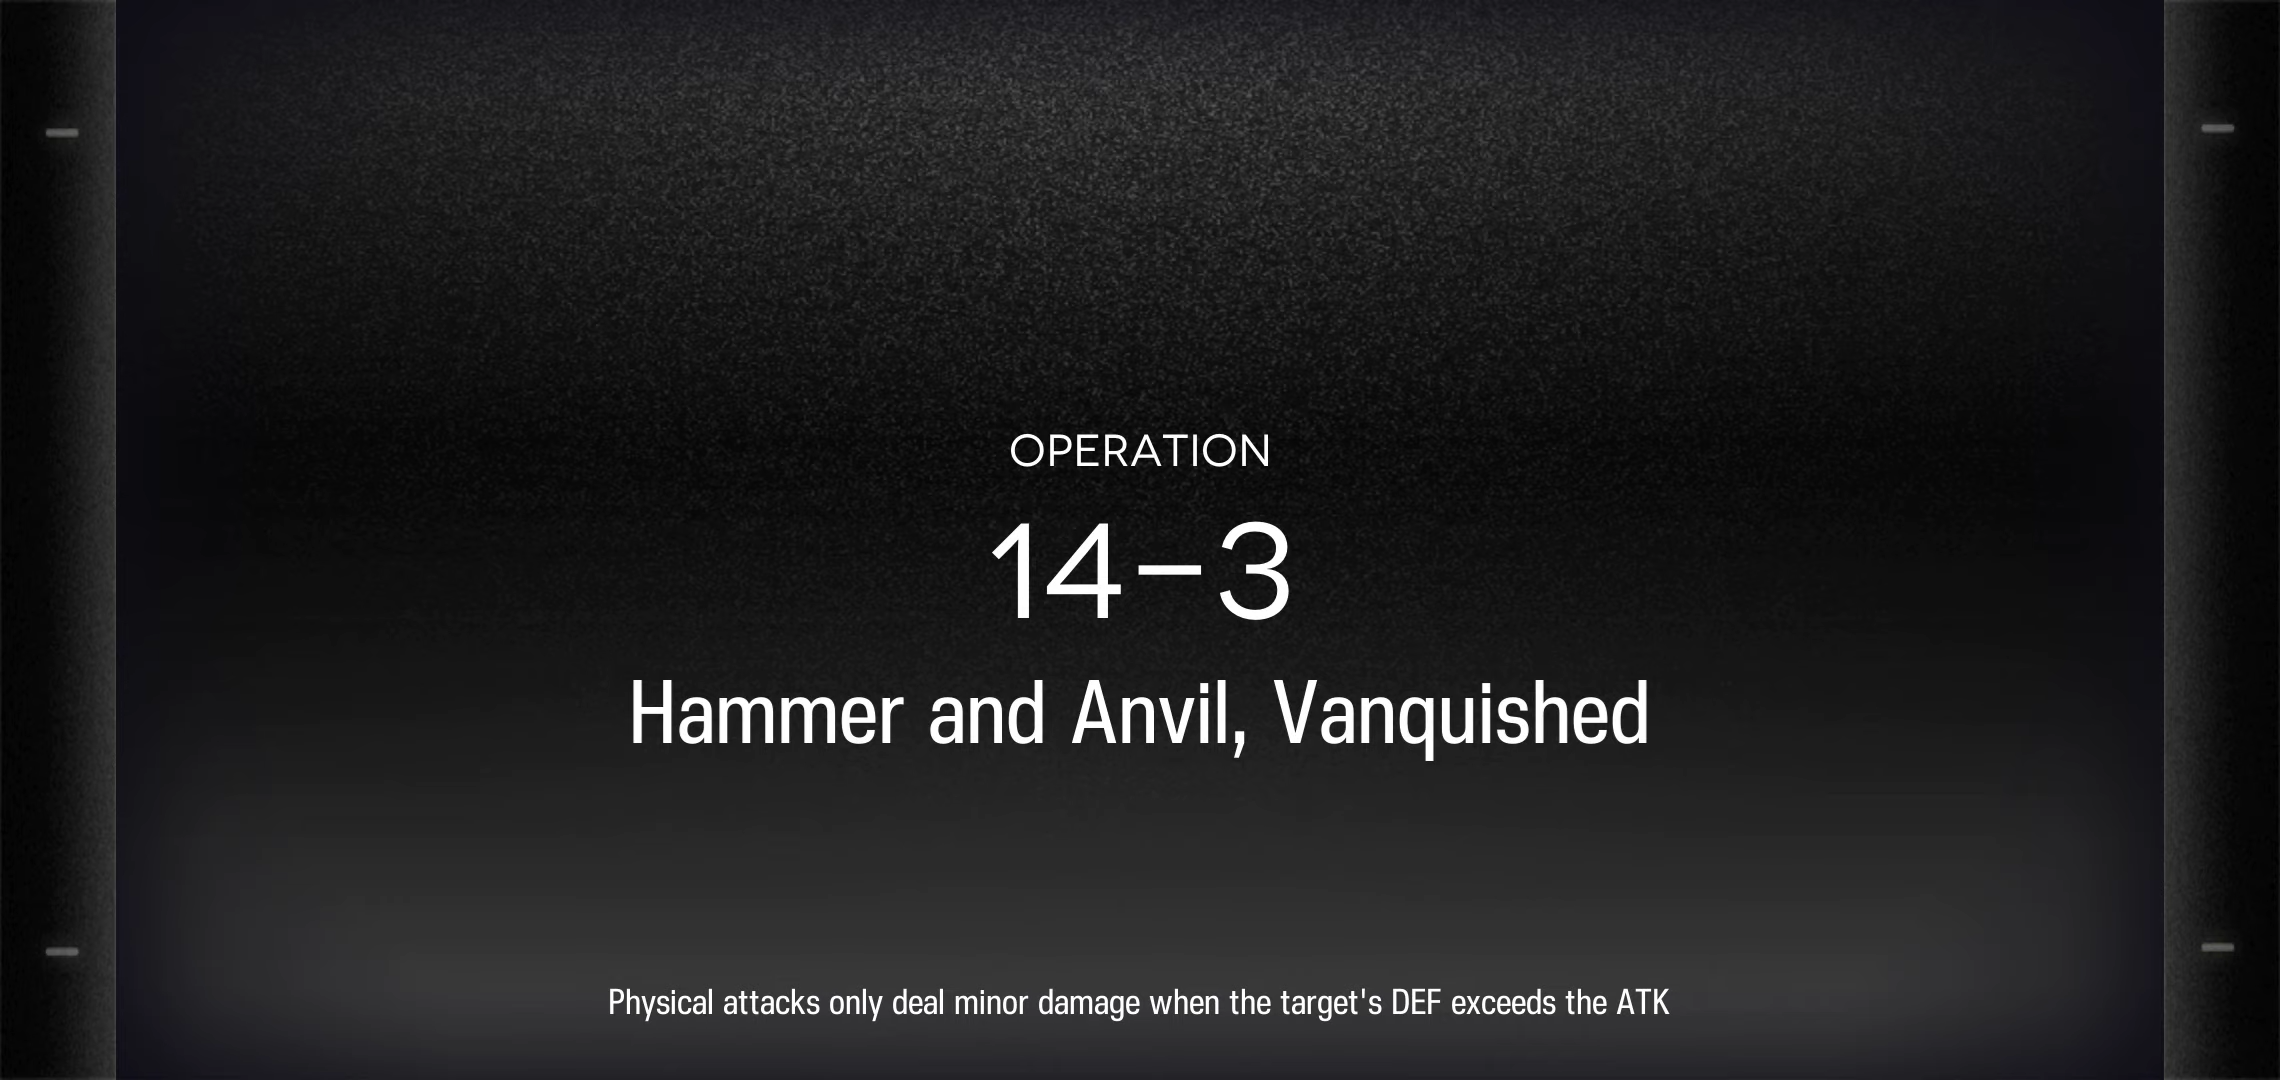 OPERATION
14-3
Hammer and Anvil, Vanquished
Physical attacks only deal minor damage when the target's DEF exceeds the ATK